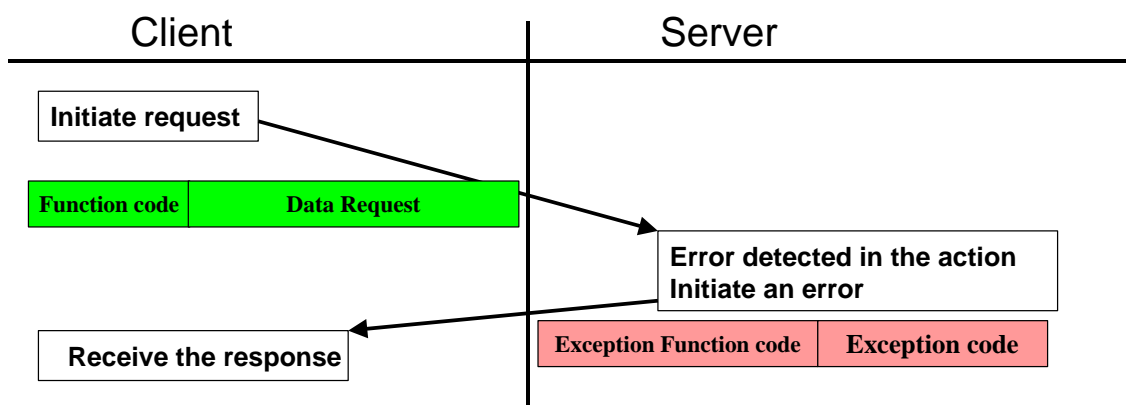 Client
Server
Initiate request
Function code
Data Request
Error detected in the action
Initiate an error
Exception Function code
Exception code
Receive the response